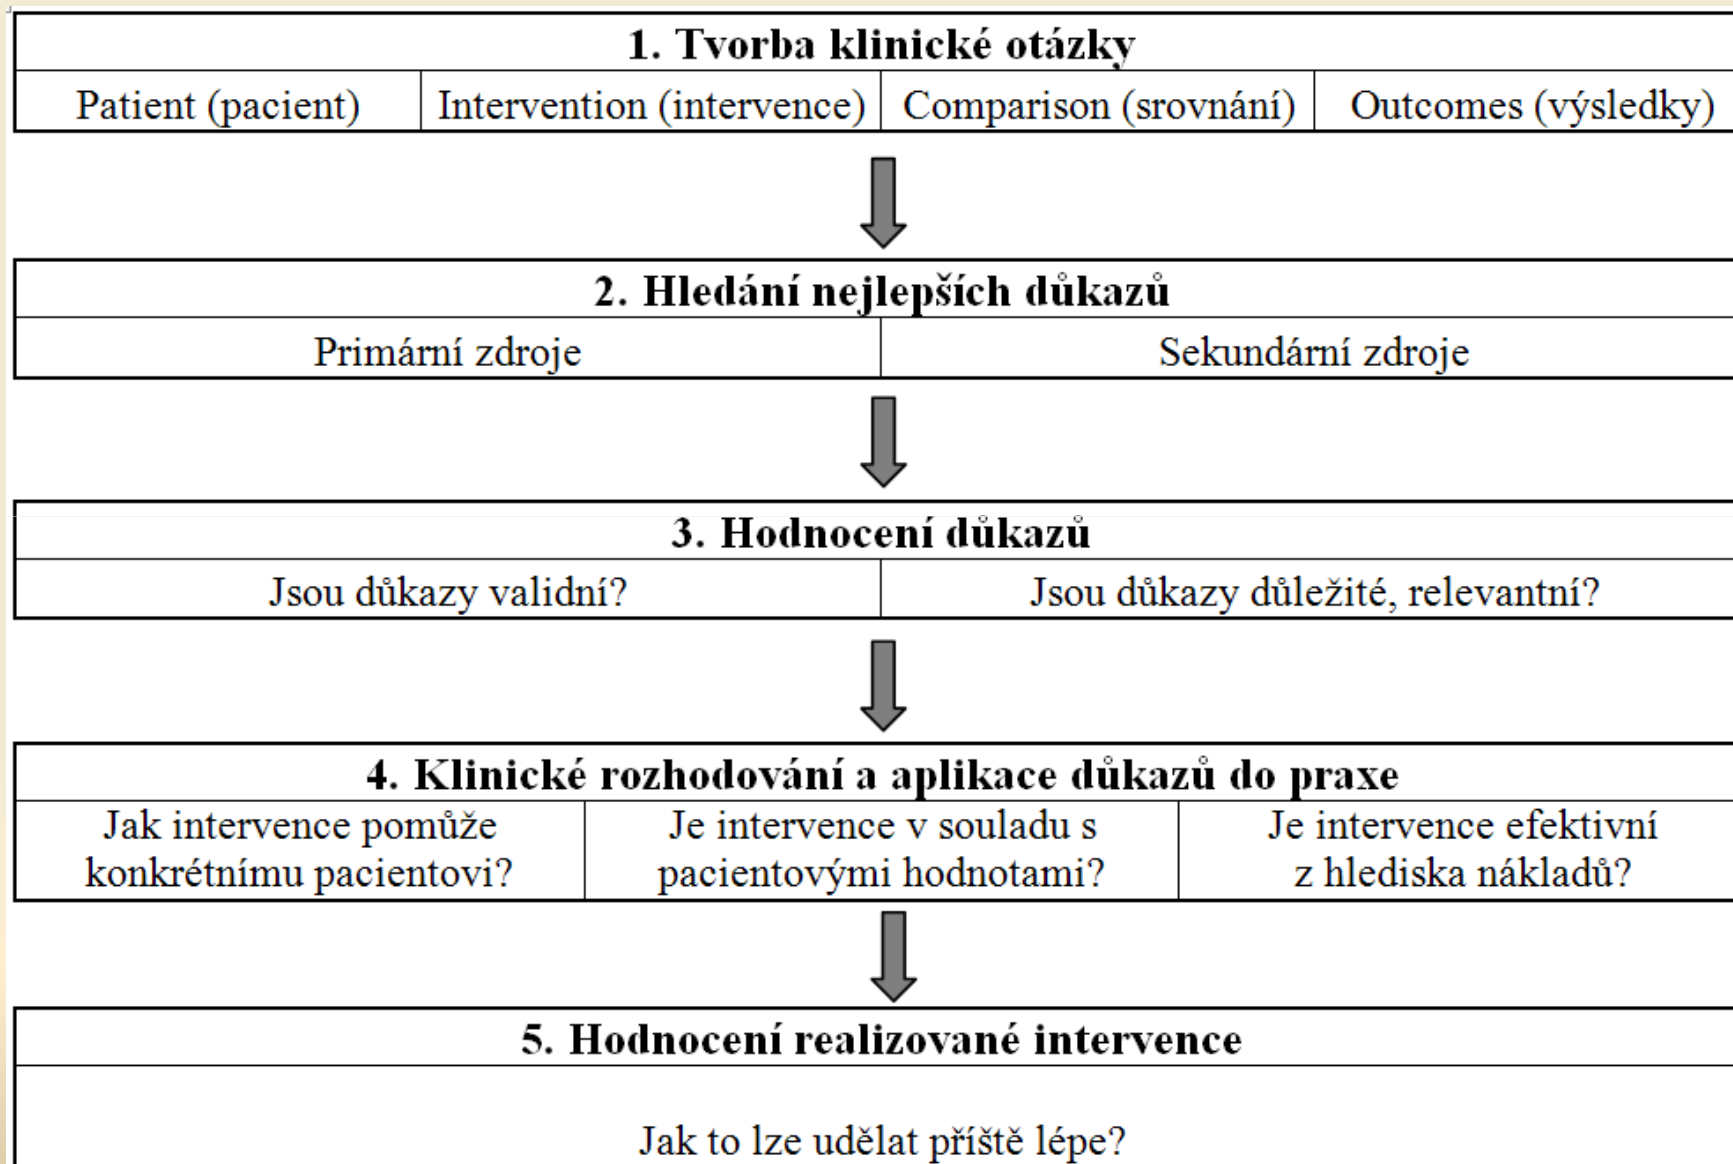 1. Tvorba klinické otázky
Patient (pacient)
Intervention (intervence)
Comparison (srovnání)
Outcomes (výsledky)
2. Hledání nejlepších důkazů
Primární zdroje
Sekundární zdroje
3. Hodnocení důkazů
Jsou důkazy validní?
Jsou důkazy důležité, relevantní?
4. Klinické rozhodování a aplikace důkazů do praxe
Jak intervence pomůže
konkrétnímu pacientovi?
Je intervence v souladu s
pacientovými hodnotami?
Je intervence efektivní
z hlediska nákladů?
5. Hodnocení realizované intervence
Jak to lze udělat příště lépe?